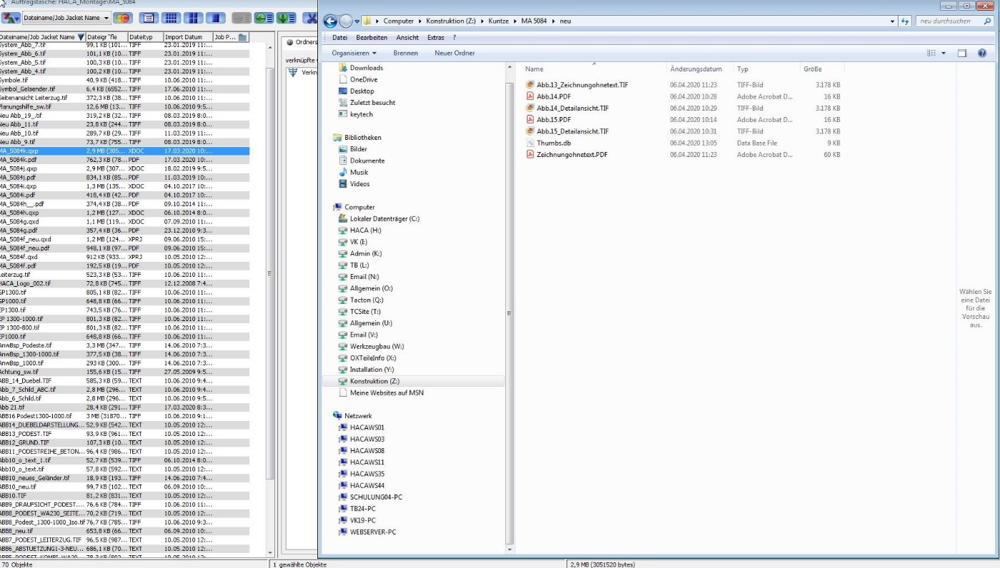 Auftragstasche: HACA_Montage\MA_5084
Dateiname/Job Jacket Name
Dateiname/Job Jacket Name Dateigr˜fle Dateityp Import Datum Job P...
System_Abb_7.tif 99,1 KB (101... TIFF 23.01.2019 11:...
System_Abb_6.tif 101,1 KB (10... TIFF 23.01.2019 11:...
System_Abb_5.tif 100,3 KB (10... TIFF 23.01.2019 11:...
System_Abb_4.tif 100,2 KB (10... TIFF 23.01.2019 11:...
Symbole.tif 40,9 KB (418... TIFF 10.06.2010 11:...
Symbol_Gelaender.tif 6,4 KB (6552... TIFF 17.06.2010 11:...
Seitenansicht Leiterzug.tif 372,3 KB (38... TIFF 10.06.2010 11:...
Planungshilfe_sw.tif 12,6 MB (13... TIFF 10.06.2010 9:4...
Neu Abb_19_.tif 319,2 KB (32... TIFF 08.03.2019 8:0...
Neu Abb_11.tif 23,8 KB (244... TIFF 08.03.2019 8:0...
Neu Abb_10.tif 289,7 KB (29... TIFF 11.03.2019 11:...
Neu Abb_9.tif 73,7 KB (755... TIFF 08.03.2019 8:0...
MA_5084k.qxp 2,9 MB (305... XDOC 17.03.2020 10:...
MA_5084k.pdf 762,3 KB (78... PDF 17.03.2020 10:...
MA_5084j.qxp 2,9 MB (307... XDOC 18.02.2019 9:5...
MA_5084j.pdf 834,1 KB (85... PDF 11.03.2019 10:...
MA_5084i.qxp 1,3 MB (135... XDOC 04.10.2017 10:...
MA_5084i.pdf 418,4 KB (42... PDF 04.10.2017 10:...
MA_5084h__.pdf 374,4 KB (38... PDF 09.10.2014 11:...
MA_5084h.qxp 1,2 MB (127... XDOC 06.10.2014 8:0...
MA_5084g.qxd 1,1 MB (119... XDOC 07.09.2010 11:...
MA_5084g.pdf 357,4 KB (36... PDF 23.12.2010 9:3...
MA_5084f_neu.qxd 1,2 MB (124... XPRJ 09.06.2010 15:...
MA_5084f_neu.pdf 948,1 KB (97... PDF 09.06.2010 15:...
MA_5084f.qxd 912 KB (933... XPRJ 10.05.2010 12:...
MA_5084f.pdf 192,5 KB (19... PDF 10.05.2010 12:...
Leiterzug.tif 523,3 KB (53... TIFF 10.06.2010 11:...
HACA_Logo_002.tif 72,8 KB (745... TIFF 12.12.2008 7:4...
GP1300.tif 805,1 KB (82... TIFF 10.06.2010 11:...
GP1000.tif 648,8 KB (66... TIFF 10.06.2010 11:...
EP1300.tif 743,5 KB (76... TIFF 10.06.2010 11:...
EP 1300-1000.tif 801,3 KB (82... TIFF 10.06.2010 11:...
EP 1300-800.tif 801,3 KB (82... TIFF 10.06.2010 11:...
EP1000.tif 648,8 KB (66... TIFF 10.06.2010 11:...
AnwBsp_Podeste.tif 3,3 MB (347... TIFF 14.06.2010 7:3...
AnwBsp_1300-1000.tif 377,5 KB (38... TIFF 14.06.2010 7:3...
AnwBsp_1000.tif 293 KB (300... TIFF 14.06.2010 7:3...
Achtung_sw.tif 155,6 KB (15... TIFF 27.05.2009 9:5...
ABB_14_Duebel.TIF 585,3 KB (59... TEXT 10.06.2010 9:4...
Abb_7_Schild_ABC.tif 2,8 MB (296... TEXT 10.06.2010 9:4...
Abb_6_Schild.tif 2,8 MB (296... TEXT 10.06.2010 9:4...
Abb 21.tif 28,4 KB (291... TIFF 17.03.2020 8:3...
ABB16 Podest1300-1000.tif 3 MB (31870... TIFF 10.06.2010 9:1...
ABB14_DUEBELDARSTELLUNG... 52,9 KB (542... TEXT 10.05.2010 12:...
ABB13_PODEST.TIF 93,9 KB (961... TEXT 10.05.2010 12:...
ABB12_GRUND.TIF 107,3 KB (10... TEXT 10.05.2010 12:...
ABB11_PODESTREIHE_BETON... 96,4 KB (986... TEXT 10.05.2010 12:...
Abb10_o_text_1.tif 52,7 KB (539... TIFF 06.10.2014 8:0...
Abb10_o_text.tif 57,8 KB (592... TEXT 10.05.2010 12:...
ABB10_neues_Geländer.tif 18,9 KB (193... TIFF 14.06.2010 7:4...
ABB10_neu.tif 99,7 KB (102... TEXT 06.09.2010 10:...
ABB10.TIF 81,2 KB (831... TEXT 10.05.2010 12:...
ABB9_DRAUFSICHT_PODEST.... 76,6 KB (784... TIFF 10.06.2010 11:...
ABB8_PODEST_WA230_SEITE... 70,2 KB (719... TEXT 10.05.2010 12:...
ABB8_Podest_1300-1000_Iso.tif 76,7 KB (785... TIFF 10.06.2010 9:3...
ABB8_neu.tif 653,8 KB (66... TEXT 06.09.2010 10:...
ABB7_PODEST_LEITERZUG.TIF 96,5 KB (987... TEXT 10.05.2010 12:...
ABB6_ABSTUETZUNG1-3-NEU... 686,1 KB (70... TEXT 10.05.2010 12:...
70 Objekte
Ordners
verknüpfte
Verkn
1 gewählte Objekte
2,9 MB (3051520 bytes)
Computer Konstruktion (Z:) Kuntze MA 5084 neu
neu durchsuchen
Datei Bearbeiten Ansicht Extras ?
Organisieren Brennen Neuer Ordner
Downloads
OneDrive
Desktop
Zuletzt besucht
keytech
Bibliotheken
Bilder
Dokumente
Musik
Videos
Computer
Lokaler Datenträger (C:)
HACA (H:)
VK (I:)
Admin (K:)
TB (L:)
Email (N:)
Allgemein (O:)
Tacton (Q:)
TCSite (T:)
Allgemein (U:)
Email (V:)
Werkzeugbau (W:)
OXTeileInfo (X:)
Installation (Y:)
Konstruktion (Z:)
Meine Websites auf MSN
Netzwerk
HACAWS01
HACAWS03
HACAWS08
HACAWS11
HACAWS35
HACAWS44
SCHULUNG04-PC
TB24-PC
VK19-PC
WEBSERVER-PC
Name Änderungsdatum Typ Größe
Abb.13_Zeichnungohnetext.TIF 06.04.2020 11:23 TIFF-Bild 3.178 KB
Abb.14.PDF 06.04.2020 10:28 Adobe Acrobat D... 16 KB
Abb.14_Detailansicht.TIF 06.04.2020 10:29 TIFF-Bild 3.178 KB
Abb.15.PDF 06.04.2020 10:14 Adobe Acrobat D... 16 KB
Abb.15_Detailansicht.TIF 06.04.2020 10:31 TIFF-Bild 3.178 KB
Thumbs.db 06.04.2020 13:05 Data Base File 9 KB
Zeichnungohnetext.PDF 06.04.2020 11:23 Adobe Acrobat D... 60 KB
Wählen Sie
eine Datei
für die
Vorschau
aus.